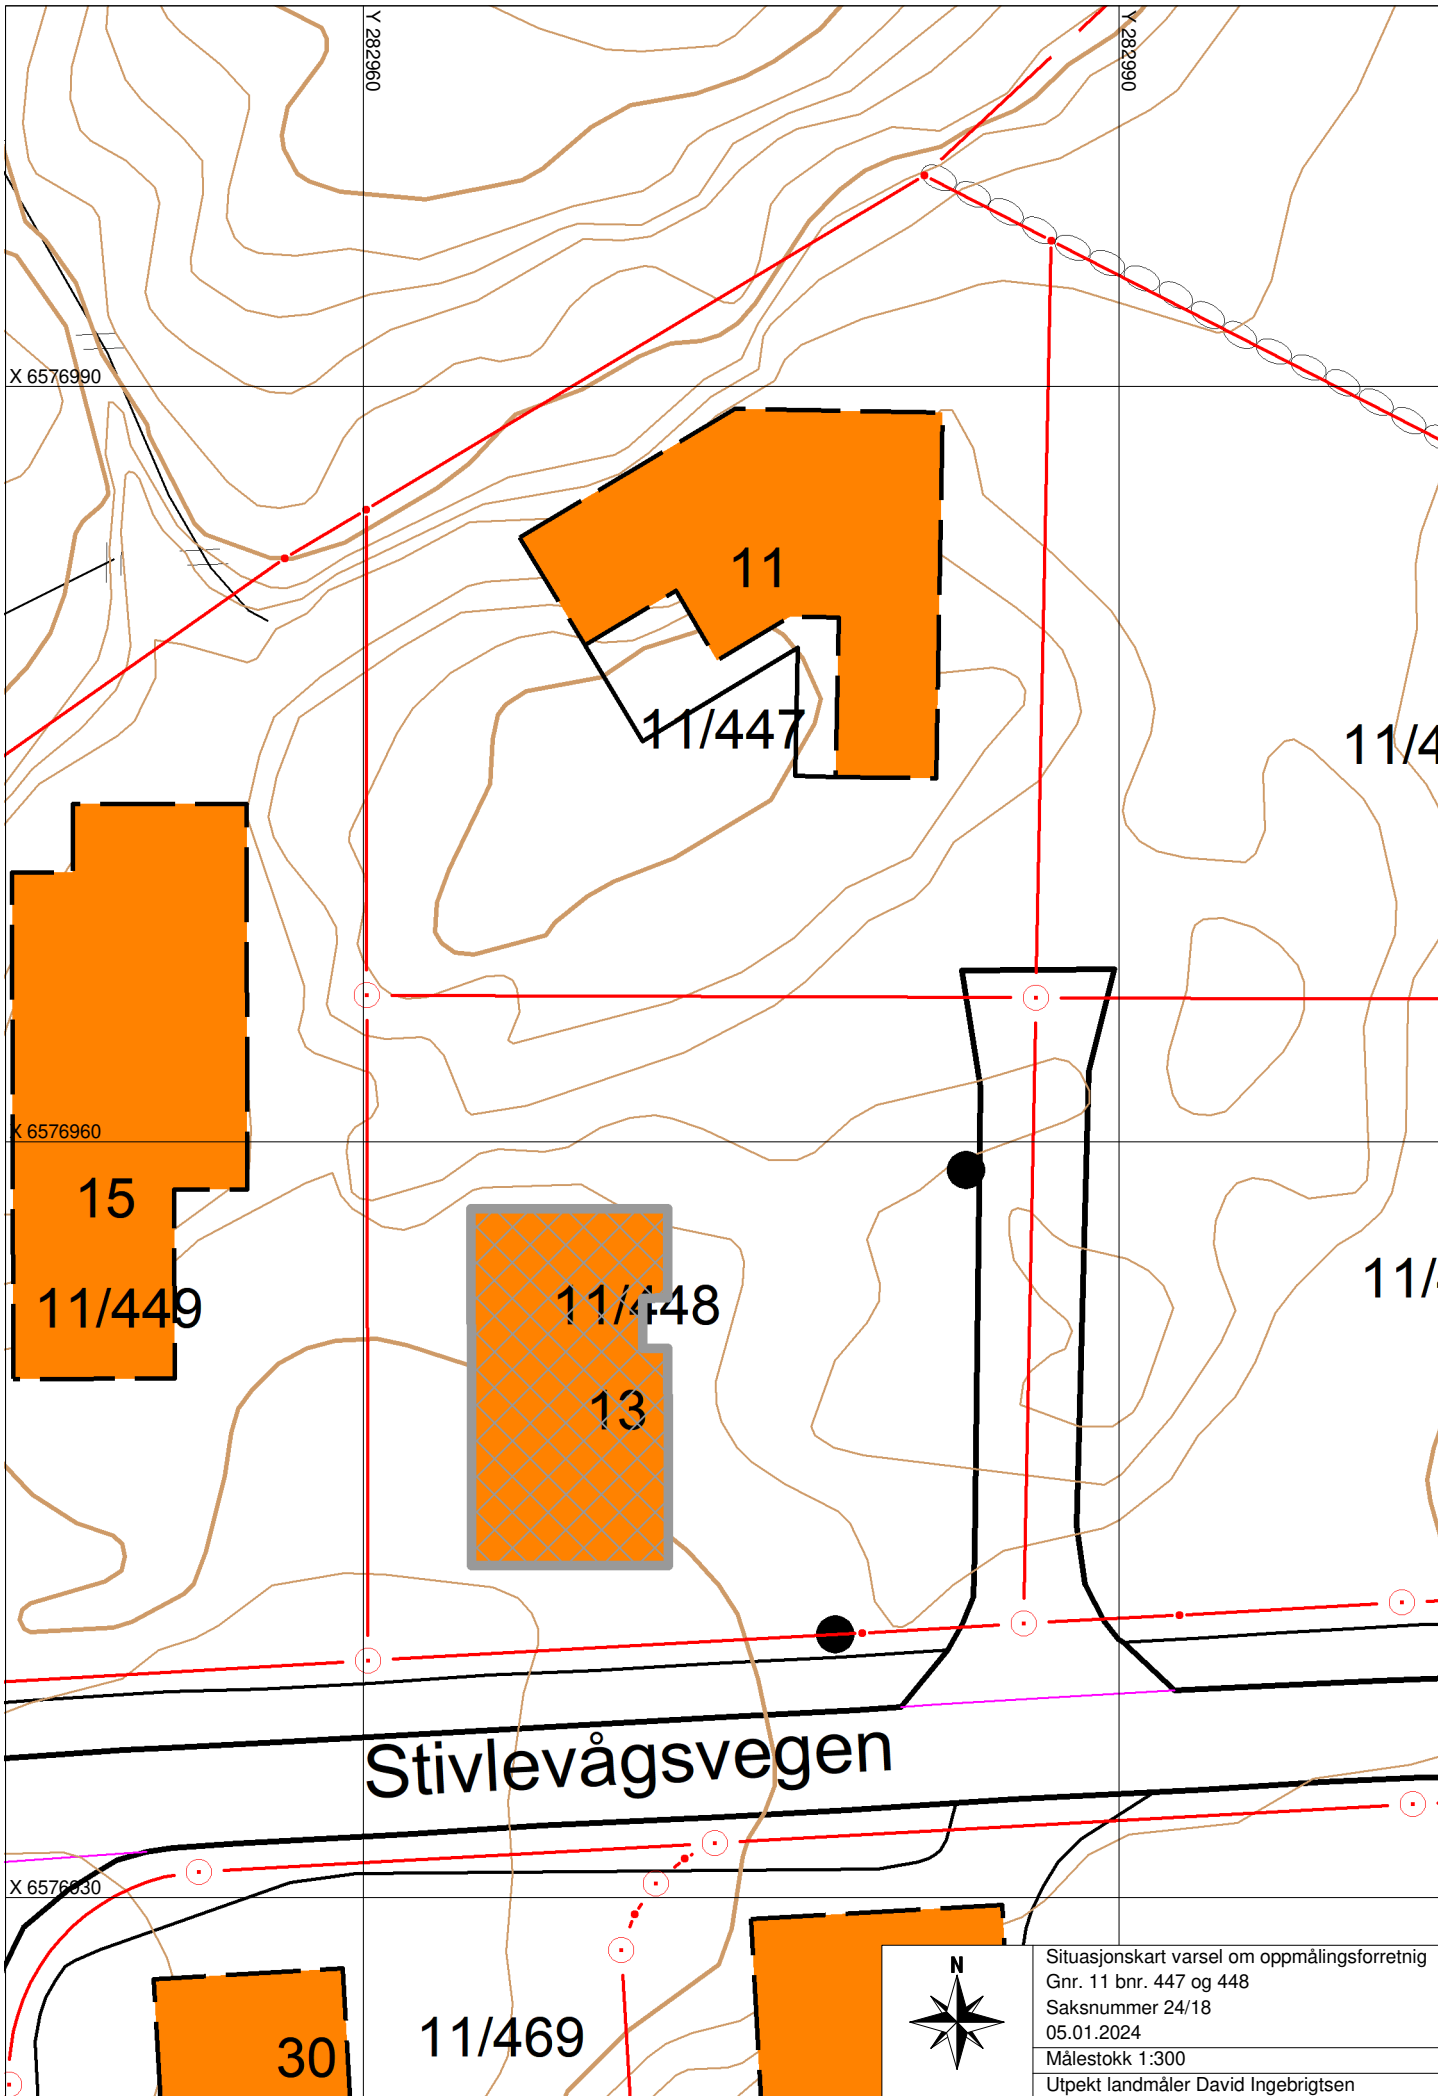 Y 282960
Y 282990
X 6576990
11
11/447
11/4
X 6576960
15
11/449
11/448
13
11/
Stivlevågsvegen
X 6576930
30
11/469
N
Situasjonskart varsel om oppmålingsforretnig
Gnr. 11 bnr. 447 og 448
Saksnummer 24/18
05.01.2024
Målestokk 1:300
Utpekt landmåler David Ingebrigtsen